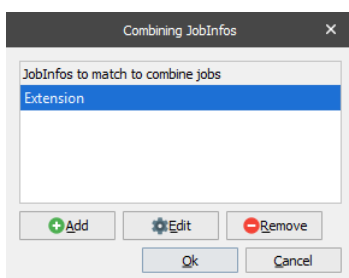 Combining JobInfos
JobInfos to match to combine jobs
Extension
Add Edit Remove
Ok Cancel